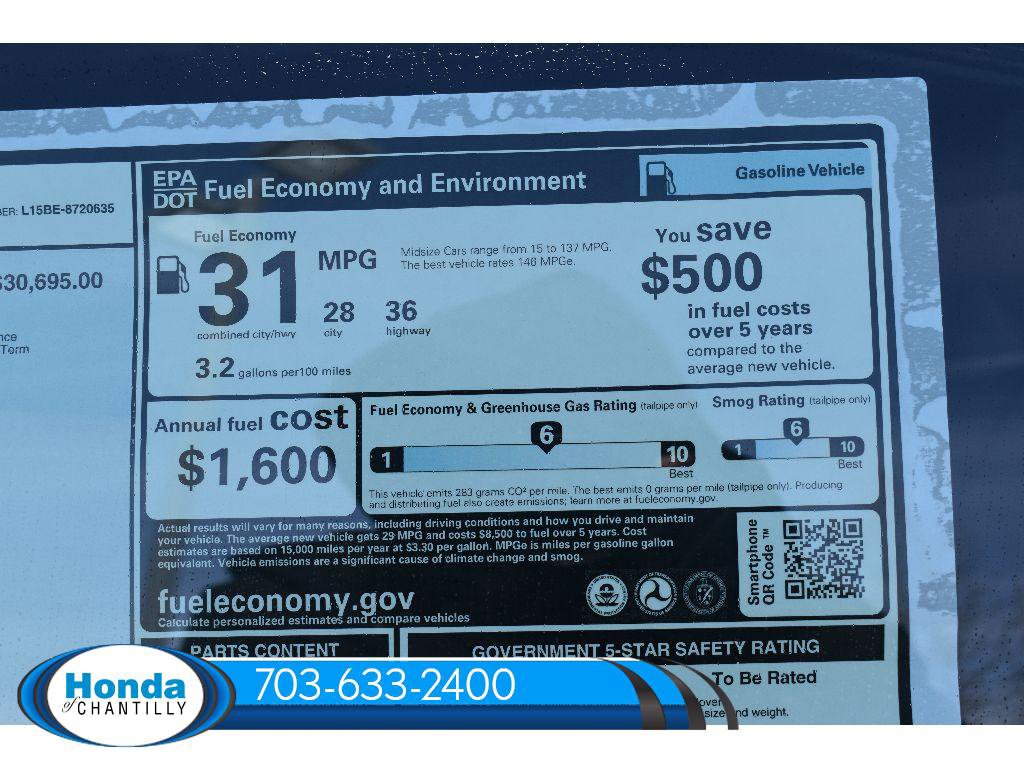 EPA
DOT
Fuel Economy and Environment
Gasoline Vehicle
BER: L15BE-8720635
$30,695.00
nce
Term
Fuel Economy
31
MPG
combined city/hwy
28
city
36
highway
3.2 gallons per 100 miles
Midsize Cars range from 15 to 137 MPG.
The best vehicle rates 146 MPGe.
You save
$500
in fuel costs
over 5 years
compared to the
average new vehicle.
Annual fuel cost
$1,600
Fuel Economy & Greenhouse Gas Rating (tailpipe only)
1
6
10
Best
Smog Rating (tailpipe only)
1
6
10
Best
This vehicle emits 283 grams CO² per mile. The best emits 0 grams per mile (tailpipe only). Producing
and distributing fuel also create emissions; learn more at fueleconomy.gov.
Actual results will vary for many reasons, including driving conditions and how you drive and maintain
your vehicle. The average new vehicle gets 29 MPG and costs $8,500 to fuel over 5 years. Cost
estimates are based on 15,000 miles per year at $3.30 per gallon. MPGe is miles per gasoline gallon
equivalent. Vehicle emissions are a significant cause of climate change and smog.
fueleconomy.gov
Calculate personalized estimates and compare vehicles
Smartphone
QR Code ™
PARTS CONTENT
GOVERNMENT 5-STAR SAFETY RATING
To Be Rated
size and weight.
Honda
of CHANTILLY
703-633-2400